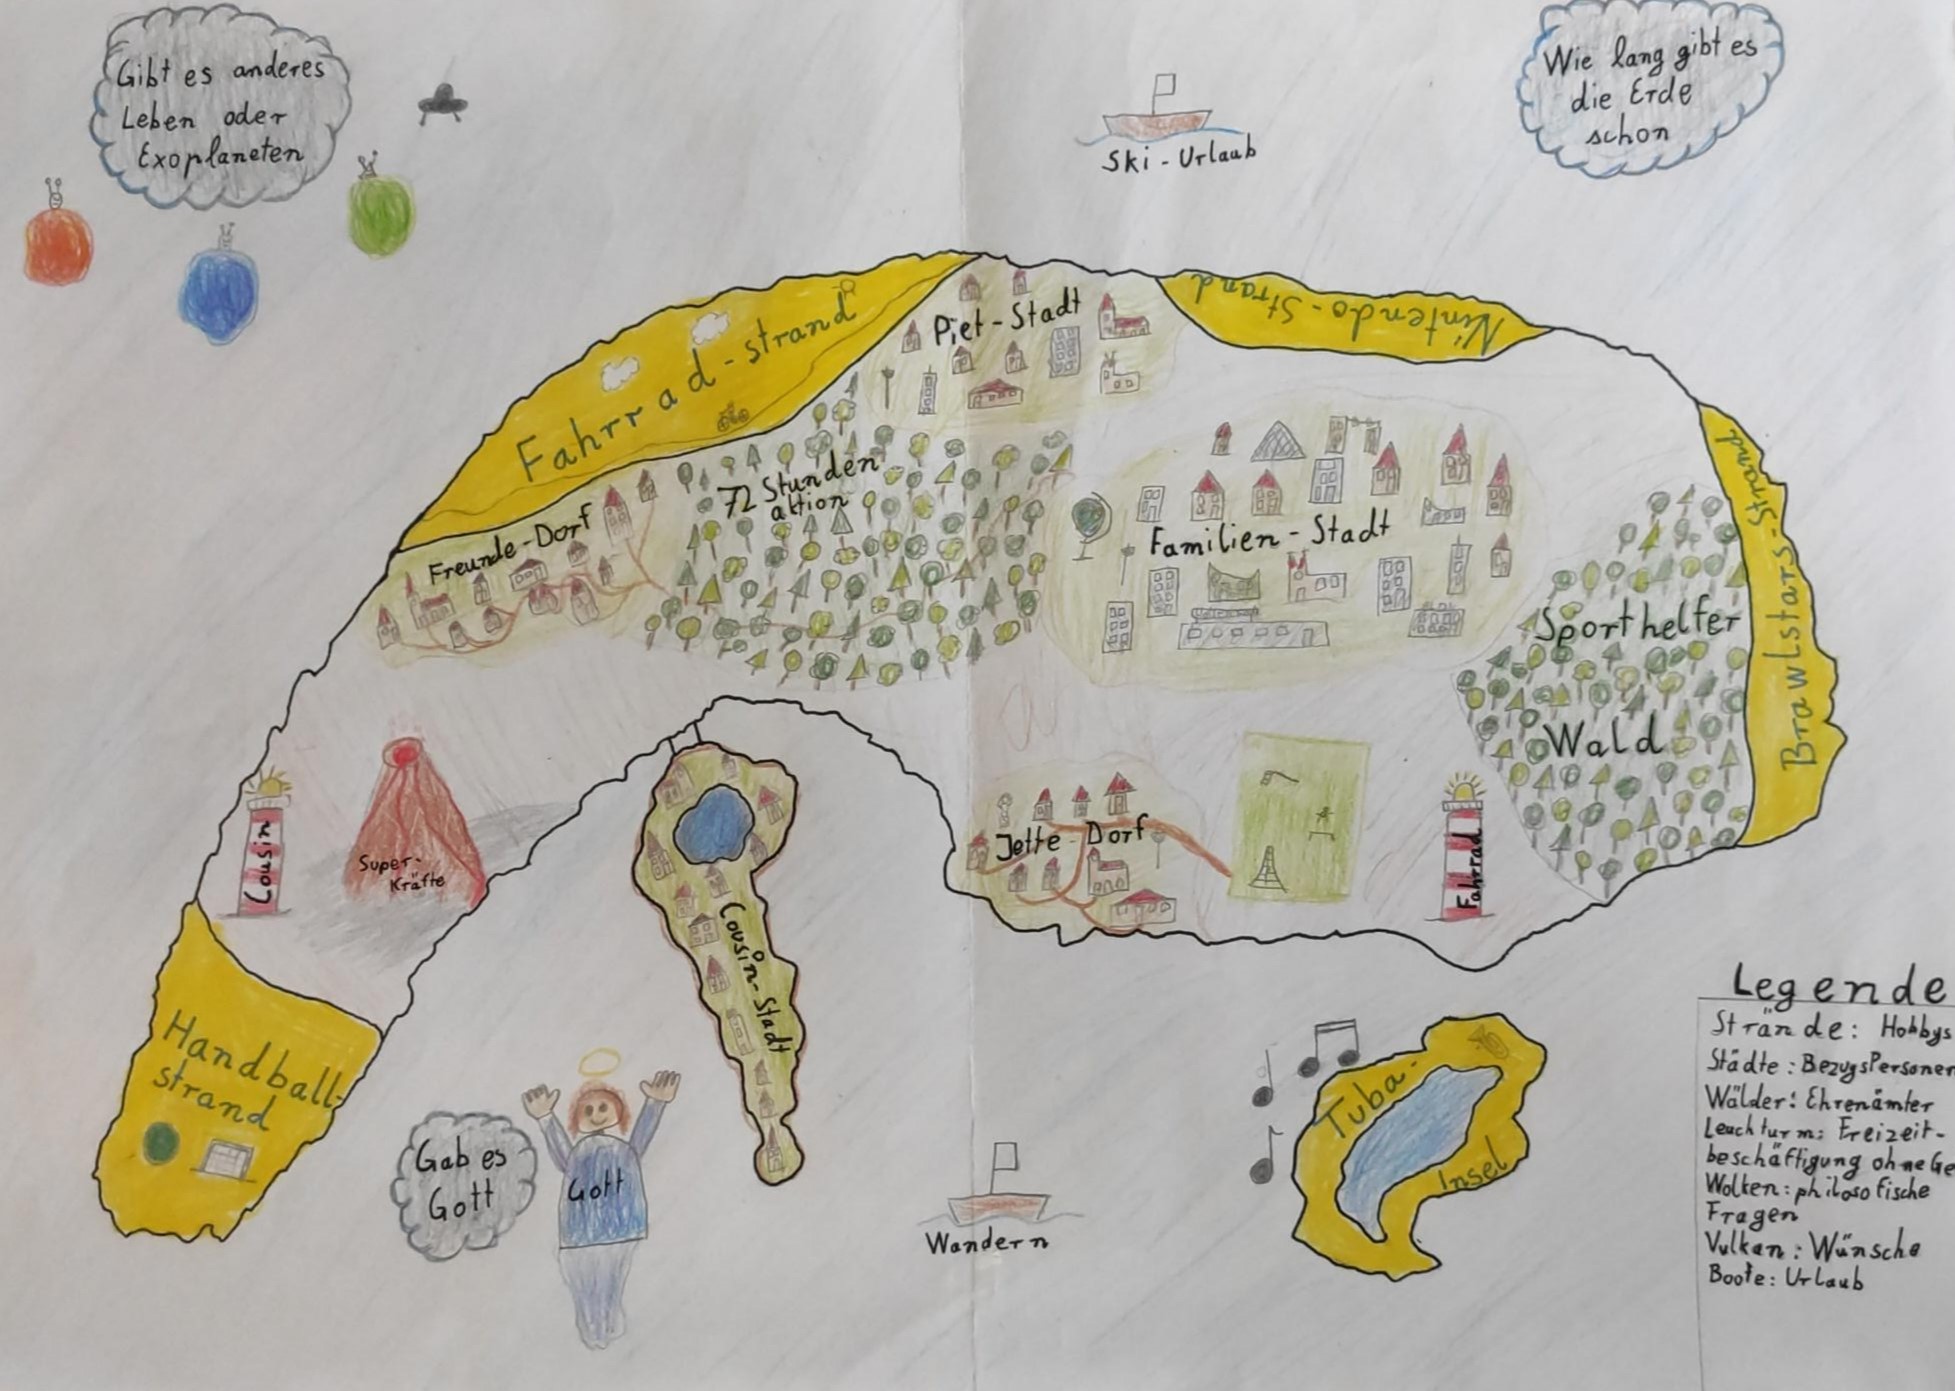 Gibt es anderes
Leben oder
Exoplaneten
Ski-Urlaub
Wie lang gibt es
die Erde
schon
Fahrrad-strand
Piet-Stadt
Nintendo-Strand
72 Stunden
aktion
Freunde-Dorf
Familien-Stadt
Brawlstars-Strand
Sporthelfer
Wald
Cousin
Super-
Kräfte
Jette-Dorf
Fahrrad
Cousin-Stadt
Handball-
strand
Gab es
Gott
Gott
Wandern
Tuba-
Insel
Legende
Strände: Hobbys
Städte: BezugsPersonen
Wälder: Ehrenämter
Leuchturm: Freizeit-
beschäftigung ohne Ge
Wolken: philosofische
Fragen
Vulkan: Wünsche
Boote: Urlaub